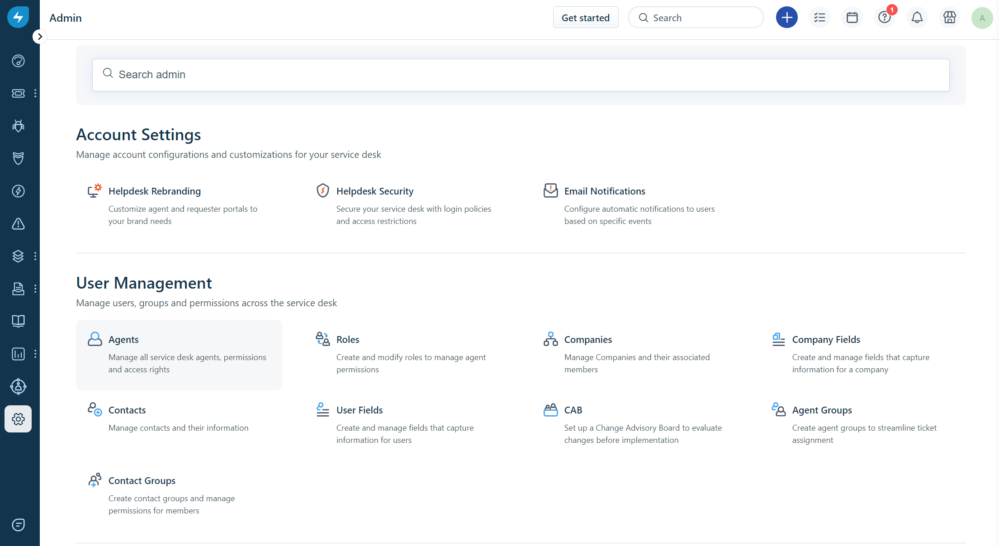 Admin
Get started
Search
1
A
Search admin
Account Settings
Manage account configurations and customizations for your service desk
Helpdesk Rebranding
Customize agent and requester portals to
your brand needs
Helpdesk Security
Secure your service desk with login policies
and access restrictions
Email Notifications
Configure automatic notifications to users
based on specific events
User Management
Manage users, groups and permissions across the service desk
Agents
Manage all service desk agents, permissions
and access rights
Roles
Create and modify roles to manage agent
permissions
Companies
Manage Companies and their associated
members
Company Fields
Create and manage fields that capture
information for a company
Contacts
Manage contacts and their information
User Fields
Create and manage fields that capture
information for users
CAB
Set up a Change Advisory Board to evaluate
changes before implementation
Agent Groups
Create agent groups to streamline ticket
assignment
Contact Groups
Create contact groups and manage
permissions for members